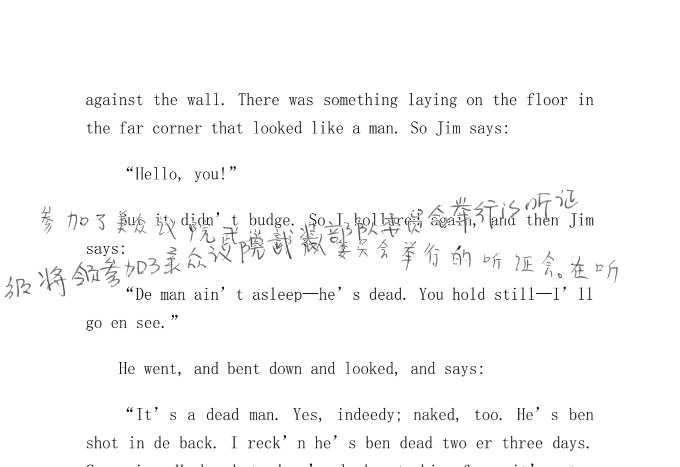 against the wall. There was something laying on the floor in
the far corner that looked like a man. So Jim says:
“Hello, you!”
参加了美众议院武装部队委员会举行的听证
But it didn’t budge. So I hollered again, and then Jim
says:
级将领参加了美众议院武装委员会举行的听证会。在听
“De man ain’t asleep—he’s dead. You hold still—I’ll
go en see.”
He went, and bent down and looked, and says:
“It’s a dead man. Yes, indeedy; naked, too. He’s ben
shot in de back. I reck’n he’s ben dead two er three days.